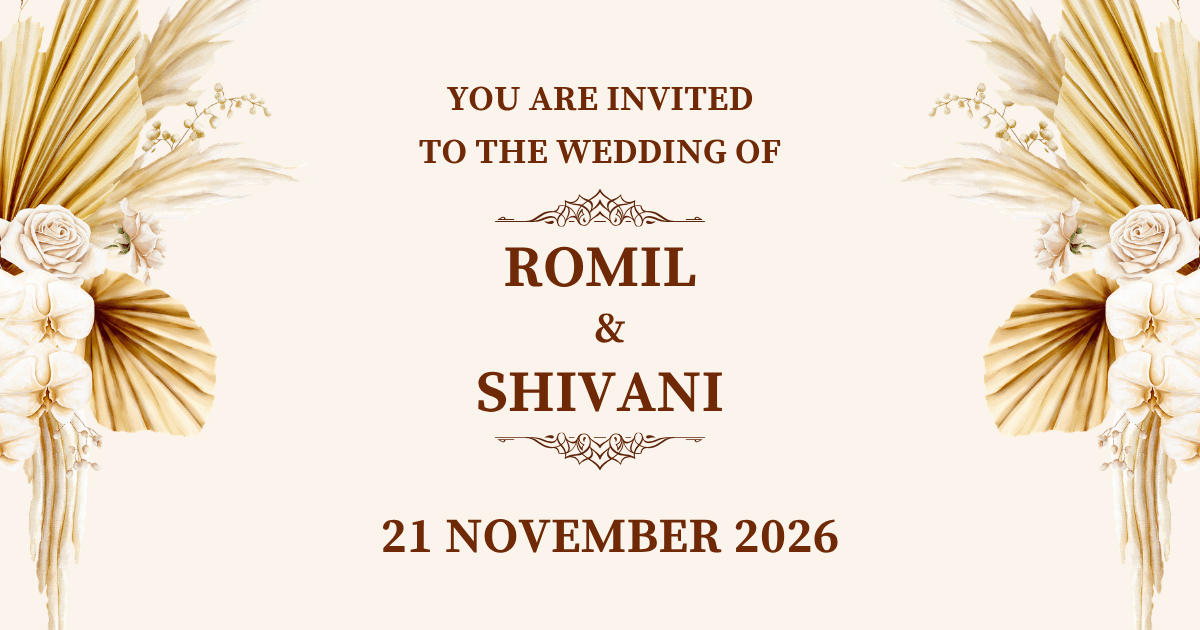 YOU ARE INVITED
TO THE WEDDING OF
ROMIL
&
SHIVANI
21 NOVEMBER 2026